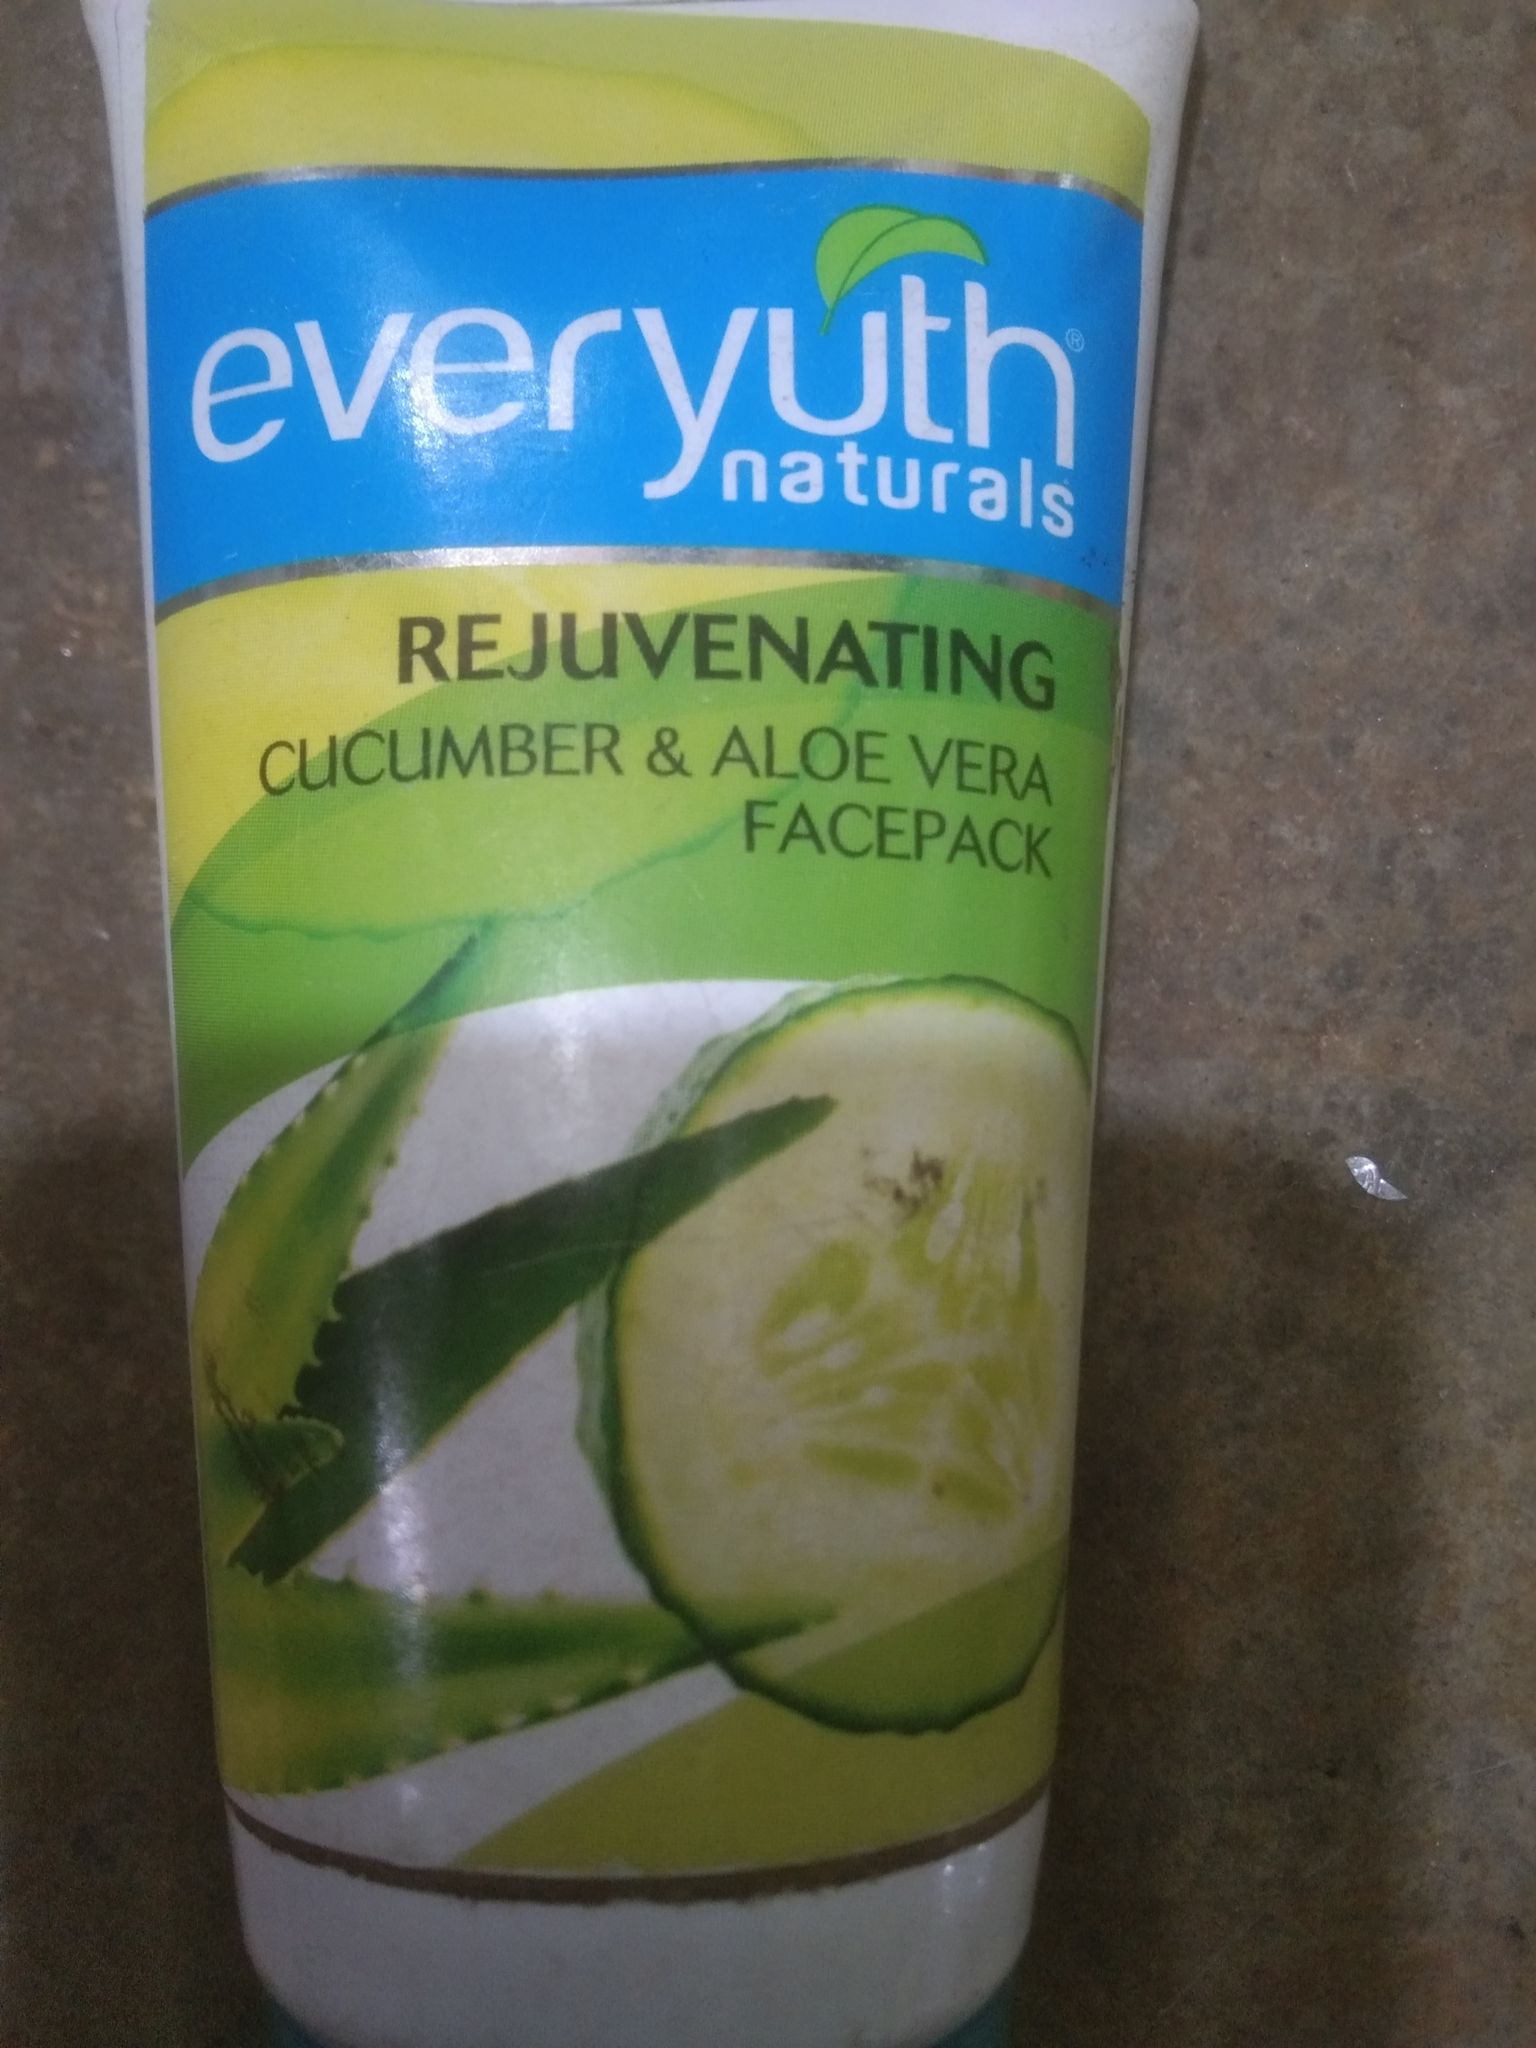 everyuth®
naturals
REJUVENATING
CUCUMBER & ALOE VERA
FACEPACK